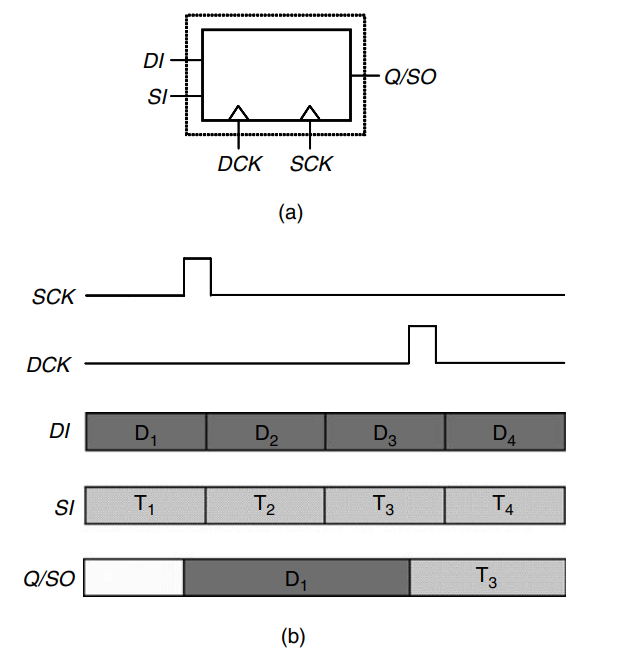 DI
SI
Q/SO
DCK SCK
(a)
SCK
DCK
DI D₁ D₂ D₃ D₄
SI T₁ T₂ T₃ T₄
Q/SO D₁ T₃
(b)